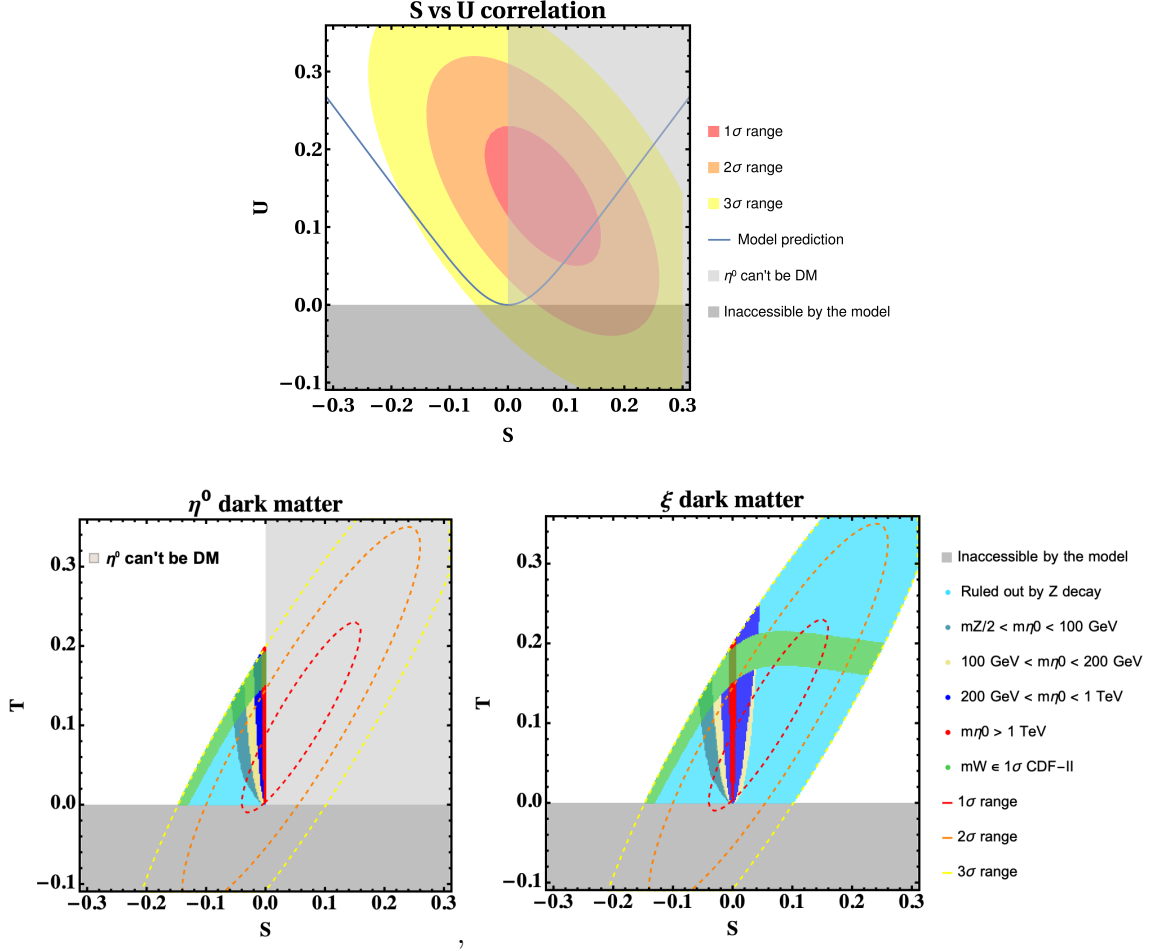 S vs U correlation
0.3
0.2
0.1
0.0
−0.1
U
−0.3 −0.2 −0.1 0.0 0.1 0.2 0.3
S
1σ range
2σ range
3σ range
Model prediction
η⁰ can't be DM
Inaccessible by the model
η⁰ dark matter
η⁰ can't be DM
0.3
0.2
0.1
0.0
−0.1
T
−0.3 −0.2 −0.1 0.0 0.1 0.2 0.3
S
,
ξ dark matter
0.3
0.2
0.1
0.0
−0.1
T
−0.3 −0.2 −0.1 0.0 0.1 0.2 0.3
S
Inaccessible by the model
Ruled out by Z decay
mZ/2 < mη0 < 100 GeV
100 GeV < mη0 < 200 GeV
200 GeV < mη0 < 1 TeV
mη0 > 1 TeV
mW ∈ 1σ CDF−II
1σ range
2σ range
3σ range